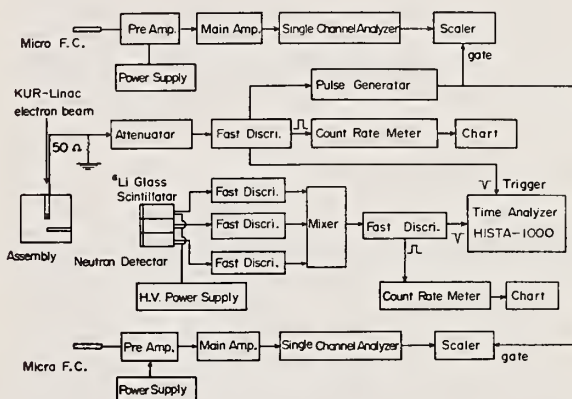 Micro F.C.
Pre Amp.
Main Amp.
Single Channel Analyzer
Scaler
Power Supply
gate
KUR-Linac
electron beam
Pulse Generator
50 Ω
Attenuator
Fast Discri.
Count Rate Meter
Chart
⁶Li Glass
Scintillator
Fast Discri.
Fast Discri.
Fast Discri.
Mixer
Fast Discri.
Trigger
Time Analyzer
HISTA-1000
Assembly
Neutron Detector
H.V. Power Supply
Count Rate Meter
Chart
Micro F.C.
Pre Amp.
Main Amp.
Single Channel Analyzer
Scaler
gate
Power Supply